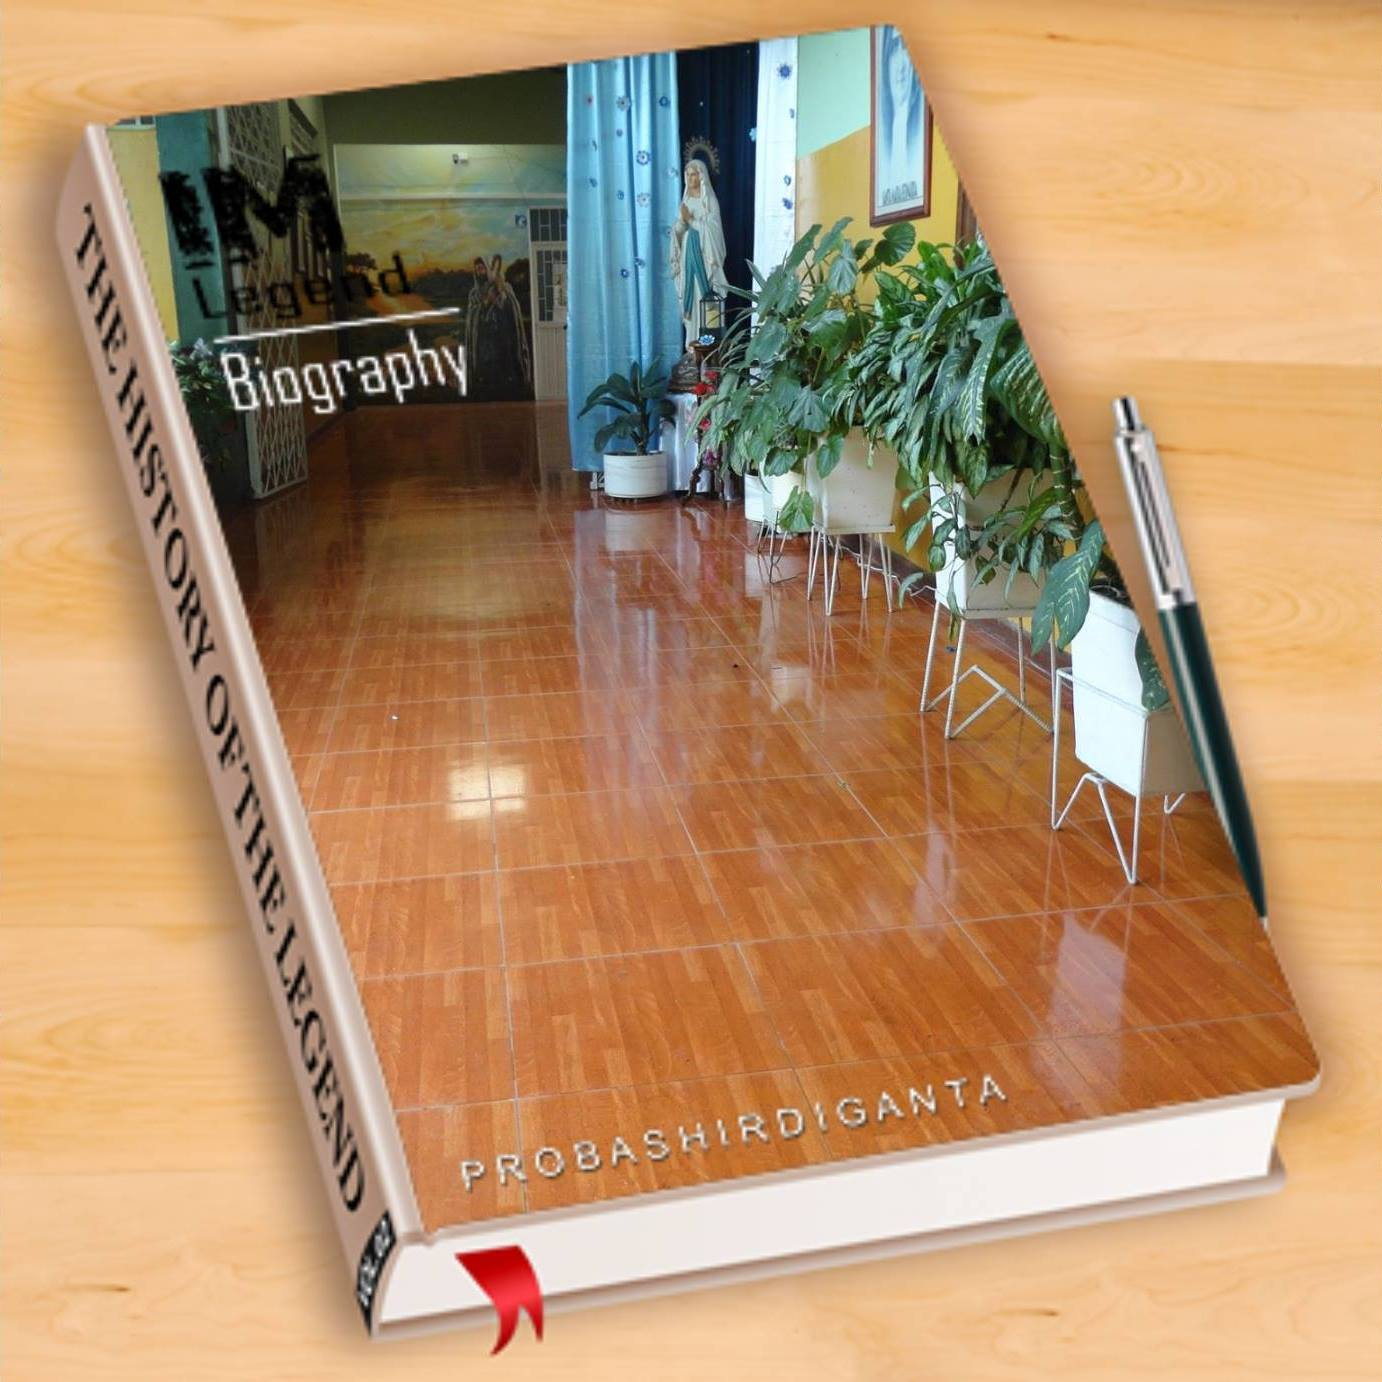 I'M
Legend
Biography
THE HISTORY OF THE LEGEND
PROBASHIRDIGANTA